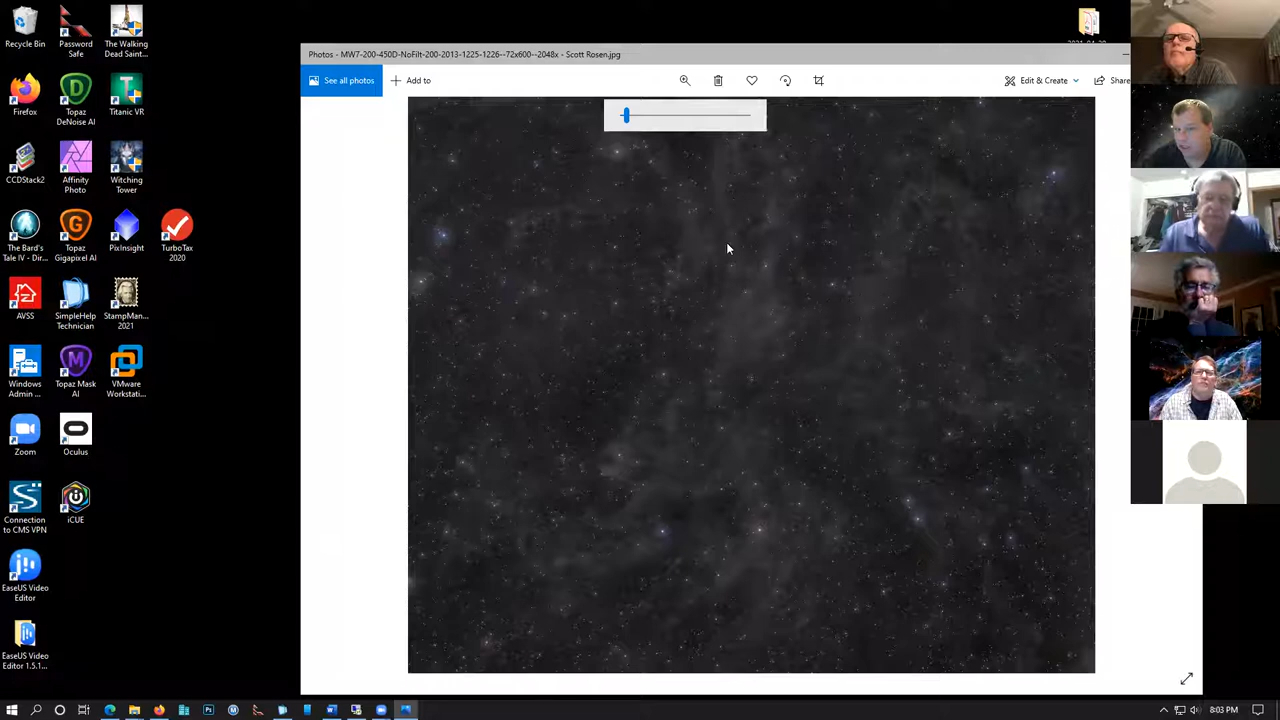 Recycle Bin
Password
Safe
The Walking
Dead Saint...
Firefox
Topaz
DeNoise AI
Titanic VR
CCDStack2
Affinity
Photo
Witching
Tower
The Bard's
Tale IV - Dir...
Topaz
Gigapixel AI
PixInsight
TurboTax
2020
AVSS
SimpleHelp
Technician
StampMan...
2021
Windows
Admin ...
Topaz Mask
AI
VMware
Workstati...
Zoom
Oculus
Connection
to CMS VPN
iCUE
EaseUS Video
Editor
EaseUS Video
Editor 1.5.1...
Photos - MW7-200-450D-NoFilt-200-2013-1225-1226--72x600--2048x - Scott Rosen.jpg
See all photos
Add to
Edit & Create
Share
8:03 PM